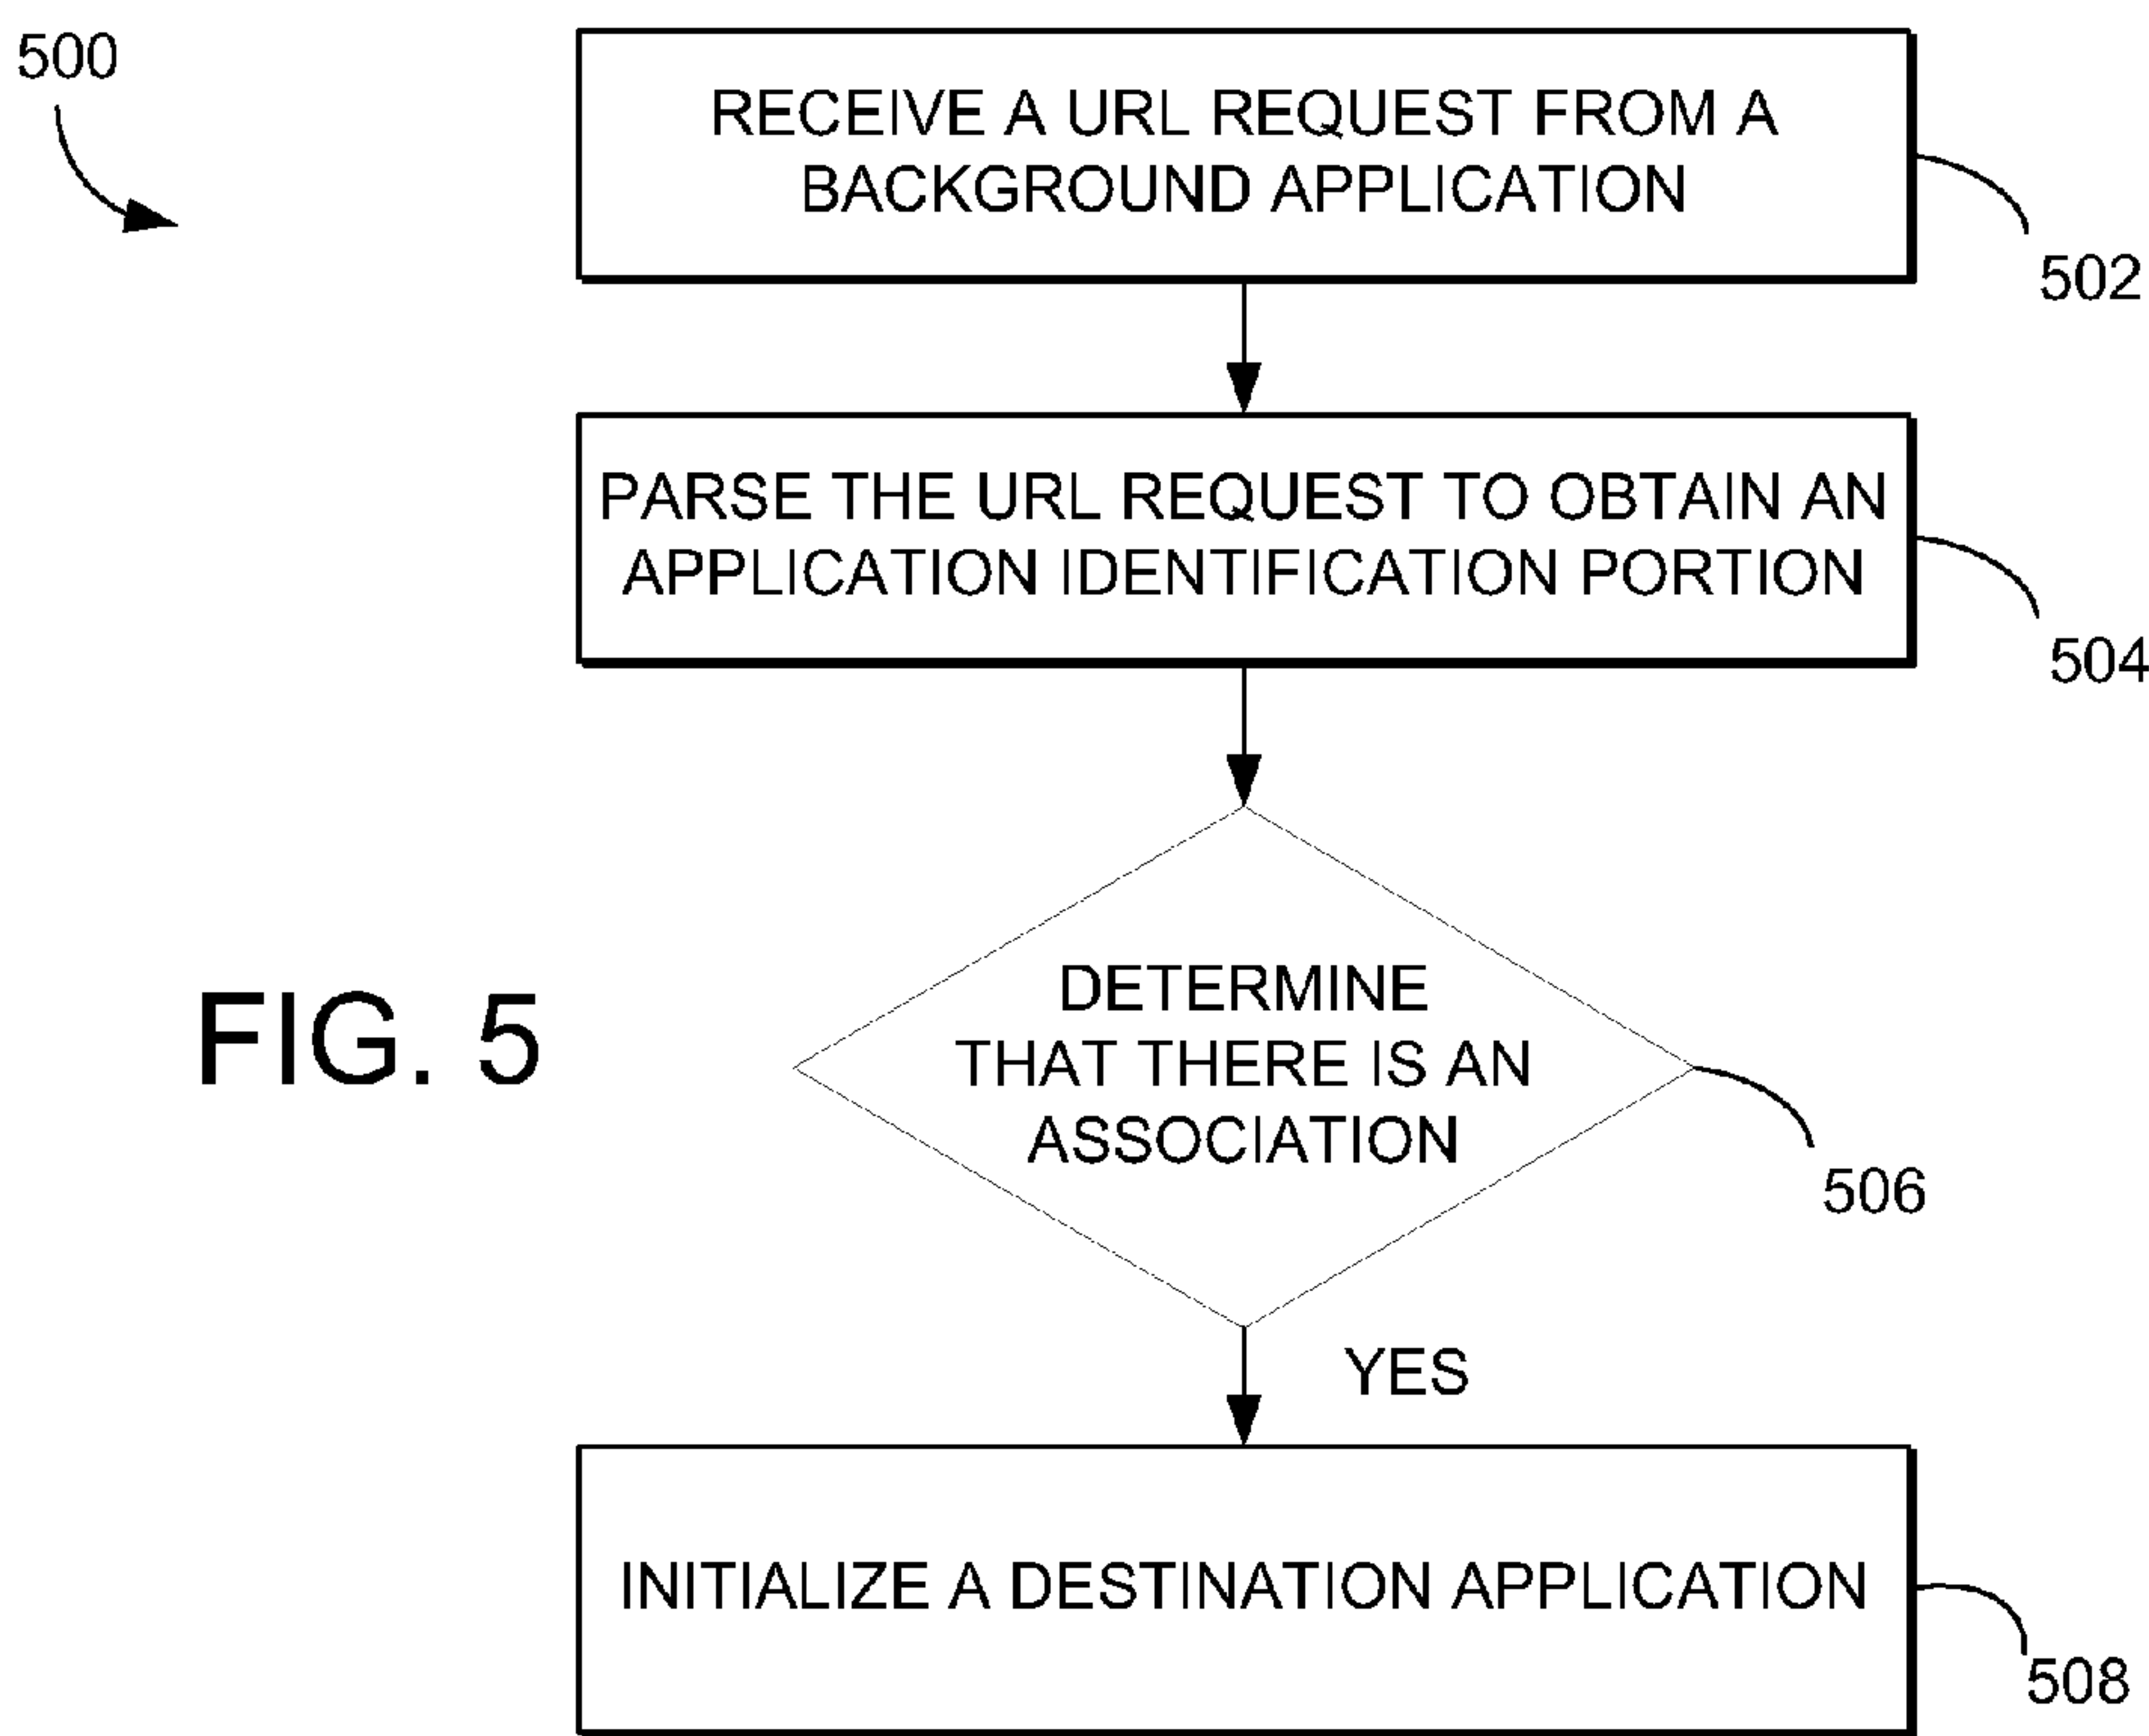 500
RECEIVE A URL REQUEST FROM A
BACKGROUND APPLICATION
502
PARSE THE URL REQUEST TO OBTAIN AN
APPLICATION IDENTIFICATION PORTION
504
FIG. 5
DETERMINE
THAT THERE IS AN
ASSOCIATION
506
YES
INITIALIZE A DESTINATION APPLICATION
508